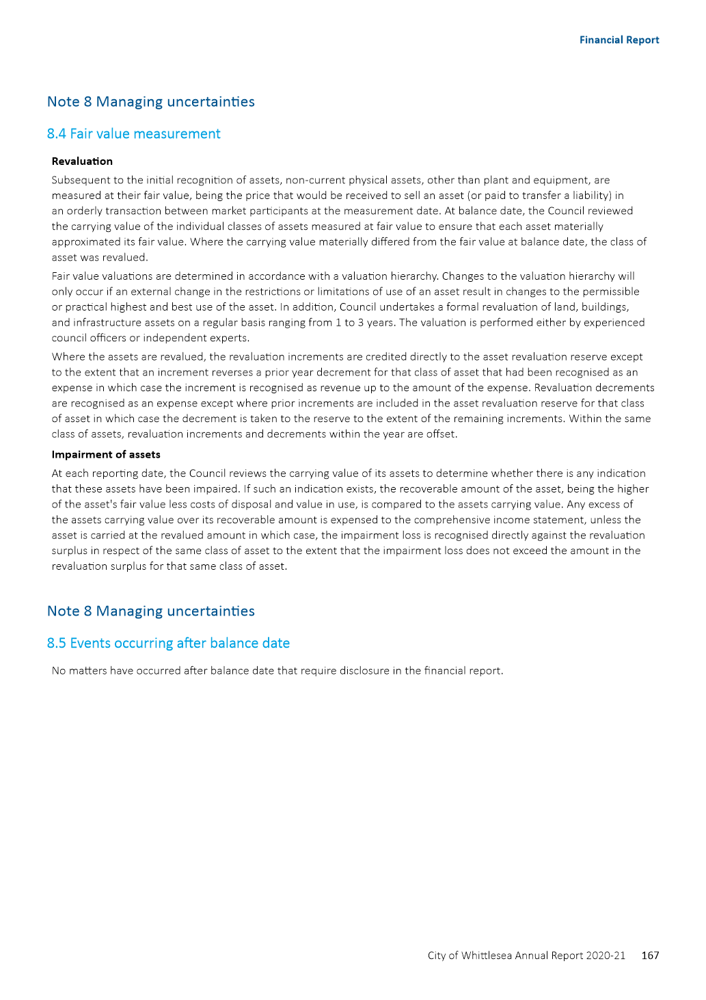 Financial Report
Note 8 Managing uncertainties
8.4 Fair value measurement
Revaluation
Subsequent to the initial recognition of assets, non-current physical assets, other than plant and equipment, are
measured at their fair value, being the price that would be received to sell an asset (or paid to transfer a liability) in
an orderly transaction between market participants at the measurement date. At balance date, the Council reviewed
the carrying value of the individual classes of assets measured at fair value to ensure that each asset materially
approximated its fair value. Where the carrying value materially differed from the fair value at balance date, the class of
asset was revalued.
Fair value valuations are determined in accordance with a valuation hierarchy. Changes to the valuation hierarchy will
only occur if an external change in the restrictions or limitations of use of an asset result in changes to the permissible
or practical highest and best use of the asset. In addition, Council undertakes a formal revaluation of land, buildings,
and infrastructure assets on a regular basis ranging from 1 to 3 years. The valuation is performed either by experienced
council officers or independent experts.
Where the assets are revalued, the revaluation increments are credited directly to the asset revaluation reserve except
to the extent that an increment reverses a prior year decrement for that class of asset that had been recognised as an
expense in which case the increment is recognised as revenue up to the amount of the expense. Revaluation decrements
are recognised as an expense except where prior increments are included in the asset revaluation reserve for that class
of asset in which case the decrement is taken to the reserve to the extent of the remaining increments. Within the same
class of assets, revaluation increments and decrements within the year are offset.
Impairment of assets
At each reporting date, the Council reviews the carrying value of its assets to determine whether there is any indication
that these assets have been impaired. If such an indication exists, the recoverable amount of the asset, being the higher
of the asset's fair value less costs of disposal and value in use, is compared to the assets carrying value. Any excess of
the assets carrying value over its recoverable amount is expensed to the comprehensive income statement, unless the
asset is carried at the revalued amount in which case, the impairment loss is recognised directly against the revaluation
surplus in respect of the same class of asset to the extent that the impairment loss does not exceed the amount in the
revaluation surplus for that same class of asset.
Note 8 Managing uncertainties
8.5 Events occurring after balance date
No matters have occurred after balance date that require disclosure in the financial report.
City of Whittlesea Annual Report 2020-21 167